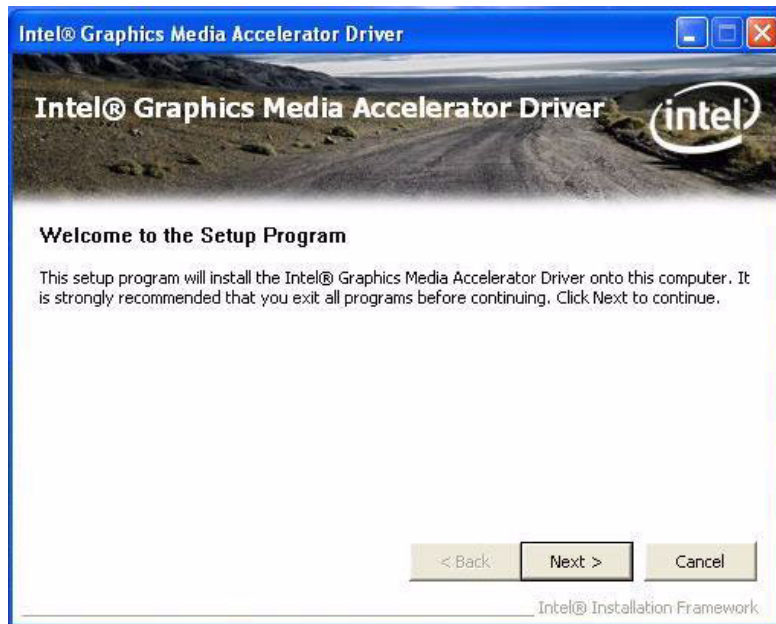 Intel® Graphics Media Accelerator Driver
Intel® Graphics Media Accelerator Driver
intel®
Welcome to the Setup Program
This setup program will install the Intel® Graphics Media Accelerator Driver onto this computer. It
is strongly recommended that you exit all programs before continuing. Click Next to continue.
< Back
Next >
Cancel
Intel® Installation Framework